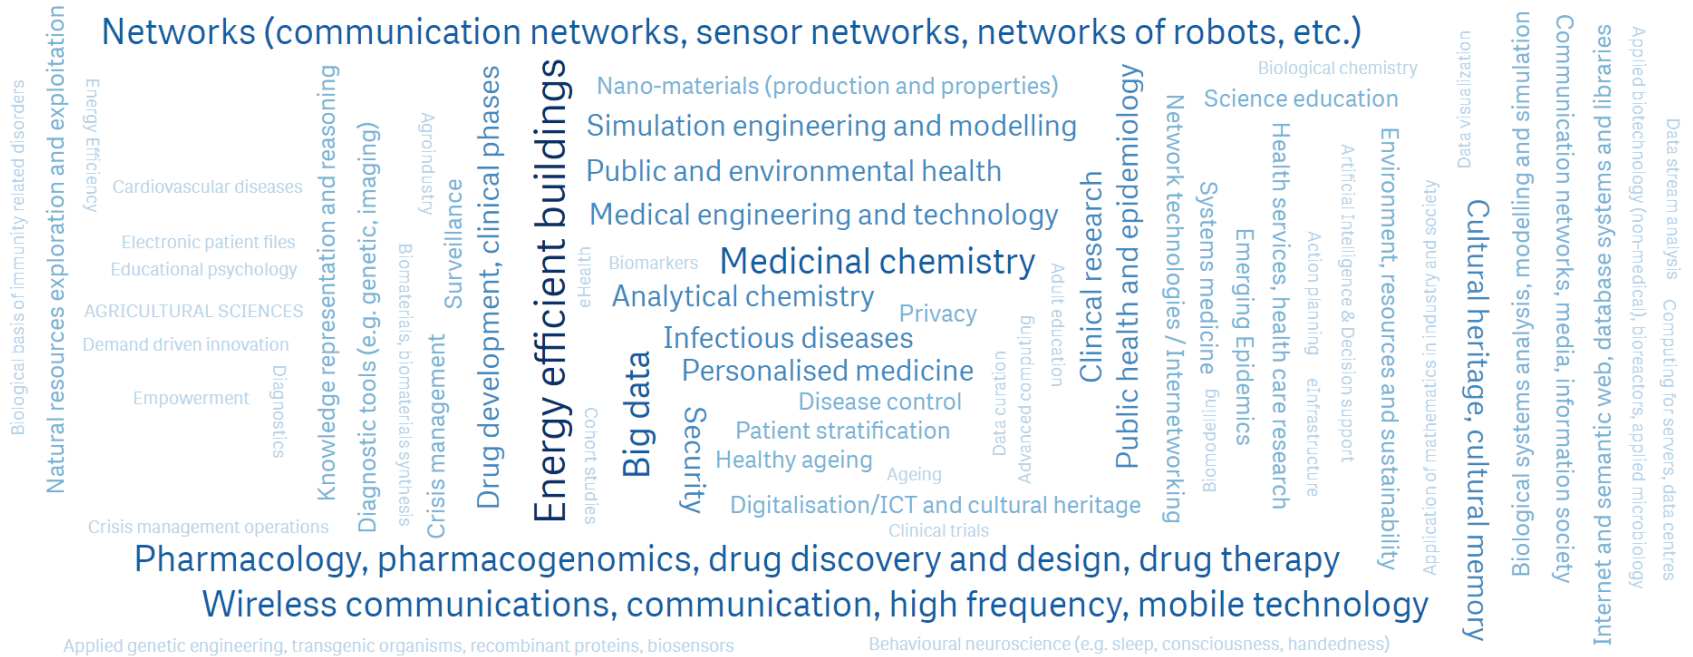 Networks (communication networks, sensor networks, networks of robots, etc.)
Biological basis of immunity related disorders
Natural resources exploration and exploitation
Energy Efficiency
Cardiovascular diseases
Electronic patient files
Educational psychology
AGRICULTURAL SCIENCES
Demand driven innovation
Empowerment
Diagnostics
Crisis management operations
Knowledge representation and reasoning
Diagnostic tools (e.g. genetic, imaging)
Biomaterials, biomaterials synthesis
Agroindustry
Surveillance
Crisis management
Drug development, clinical phases
Energy efficient buildings
Nano-materials (production and properties)
Simulation engineering and modelling
Public and environmental health
Medical engineering and technology
eHealth
Biomarkers
Medicinal chemistry
Analytical chemistry
Privacy
Infectious diseases
Personalised medicine
Disease control
Patient stratification
Healthy ageing
Ageing
Digitalisation/ICT and cultural heritage
Clinical trials
Cohort studies
Big data
Security
Data curation
Advanced computing
Adult education
Clinical research
Public health and epidemiology
Network technologies / Internetworking
Biological chemistry
Science education
Systems medicine
Biomodelling
Emerging Epidemics
Health services, health care research
Action planning
eInfrastructure
Artificial Intelligence & Decision support
Environment, resources and sustainability
Application of mathematics in industry and society
Data visualization
Cultural heritage, cultural memory
Biological systems analysis, modelling and simulation
Communication networks, media, information society
Internet and semantic web, database systems and libraries
Applied biotechnology (non-medical), bioreactors, applied microbiology
Data stream analysis
Computing for servers, data centres
Pharmacology, pharmacogenomics, drug discovery and design, drug therapy
Wireless communications, communication, high frequency, mobile technology
Applied genetic engineering, transgenic organisms, recombinant proteins, biosensors
Behavioural neuroscience (e.g. sleep, consciousness, handedness)